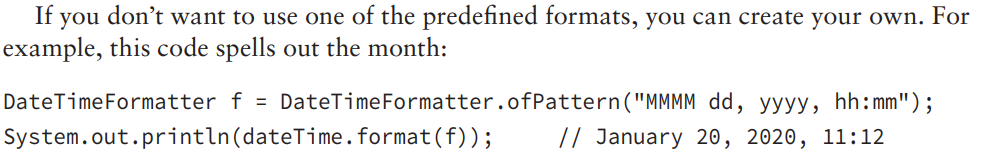 If you don’t want to use one of the predefined formats, you can create your own. For
example, this code spells out the month:
DateTimeFormatter f = DateTimeFormatter.ofPattern("MMMM dd, yyyy, hh:mm");
System.out.println(dateTime.format(f));     // January 20, 2020, 11:12